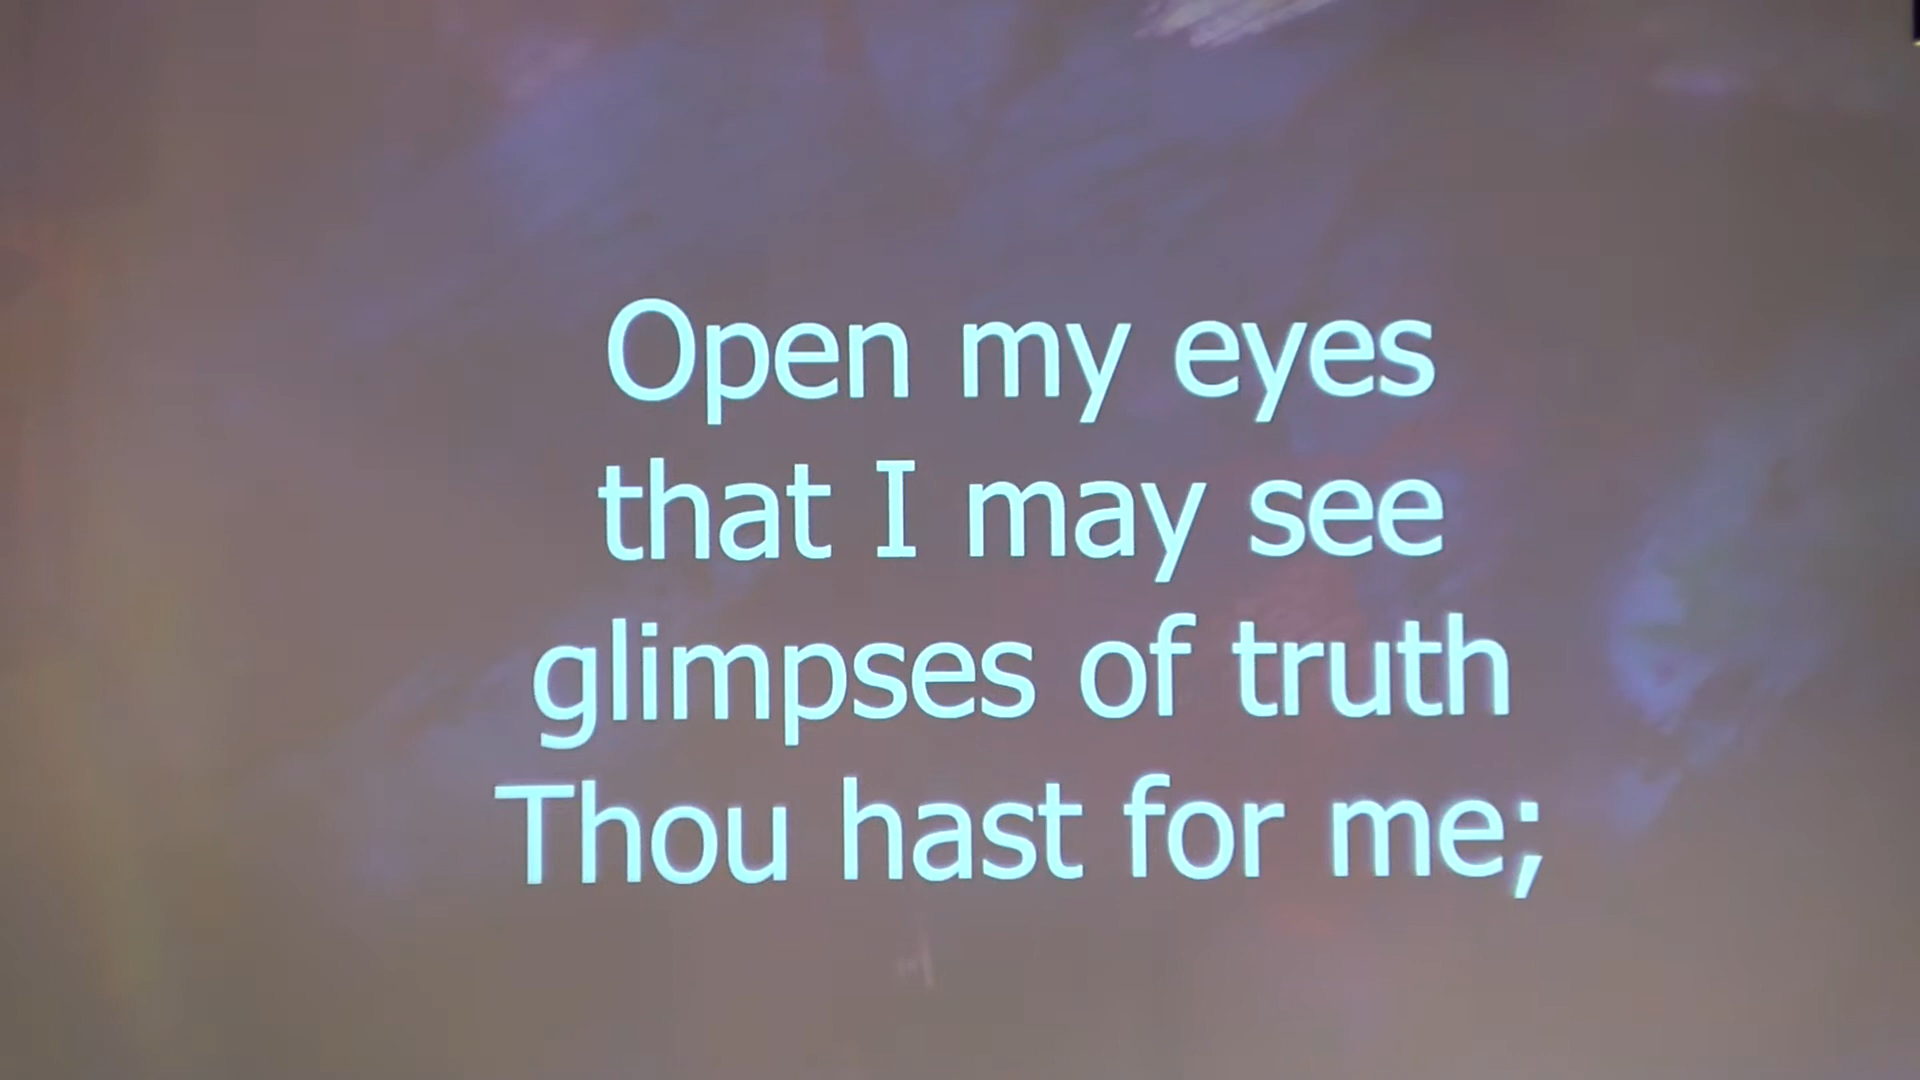 Open my eyes
that I may see
glimpses of truth
Thou hast for me;